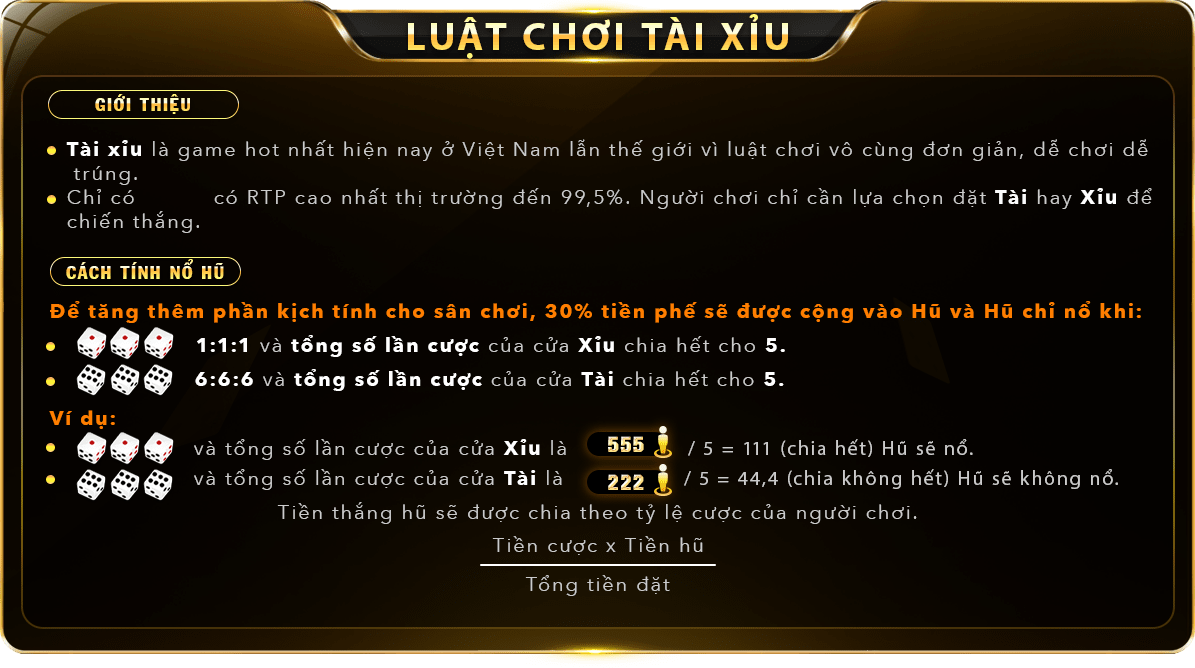 LUẬT CHƠI TÀI XỈU
GIỚI THIỆU
Tài xỉu là game hot nhất hiện nay ở Việt Nam lẫn thế giới vì luật chơi vô cùng đơn giản, dễ chơi dễ
trúng.
Chỉ có có RTP cao nhất thị trường đến 99,5%. Người chơi chỉ cần lựa chọn đặt Tài hay Xỉu để
chiến thắng.
CÁCH TÍNH NỔ HŨ
Để tăng thêm phần kịch tính cho sân chơi, 30% tiền phế sẽ được cộng vào Hũ và Hũ chỉ nổ khi:
1:1:1 và tổng số lần cược của cửa Xỉu chia hết cho 5.
6:6:6 và tổng số lần cược của cửa Tài chia hết cho 5.
Ví dụ:
và tổng số lần cược của cửa Xỉu là 555 / 5 = 111 (chia hết) Hũ sẽ nổ.
và tổng số lần cược của cửa Tài là 222 / 5 = 44,4 (chia không hết) Hũ sẽ không nổ.
Tiền thắng hũ sẽ được chia theo tỷ lệ cược của người chơi.
Tiền cược x Tiền hũ
Tổng tiền đặt